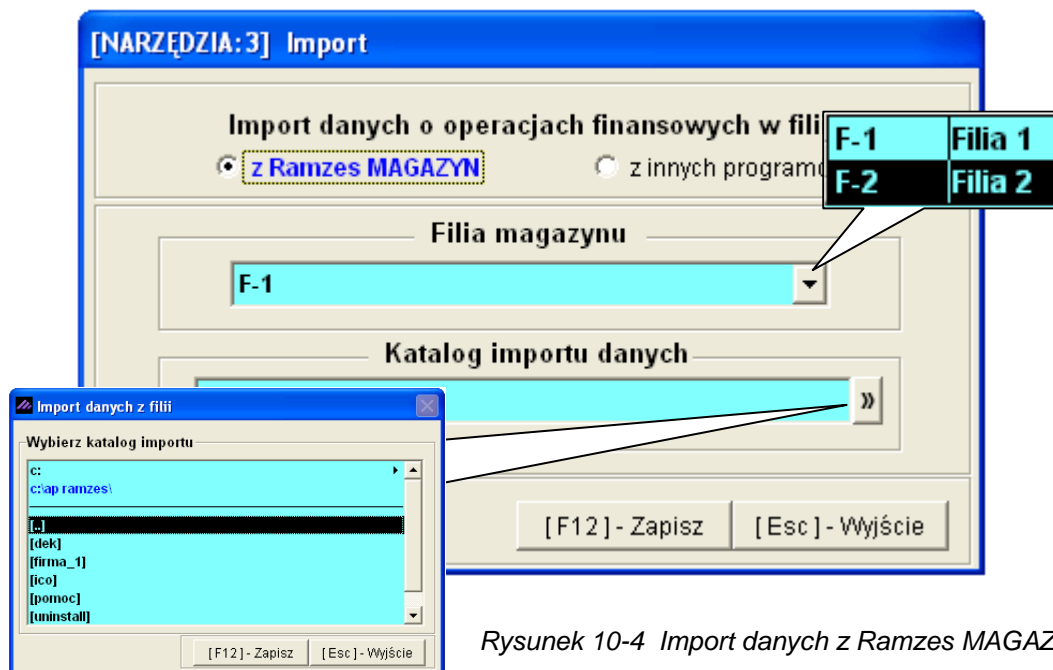 [NARZĘDZIA:3] Import
Import danych o operacjach finansowych w fili
z Ramzes MAGAZYN
z innych program
F-1 Filia 1
F-2 Filia 2
Filia magazynu
F-1
Katalog importu danych
»
[F12] - Zapisz
[Esc] - Wyjście
Import danych z filii
Wybierz katalog importu
c:
c:\ap ramzes\
[..]
[dek]
[firma_1]
[ico]
[pomoc]
[uninstall]
[F12] - Zapisz
[Esc] - Wyjście
Rysunek 10-4 Import danych z Ramzes MAGAZ